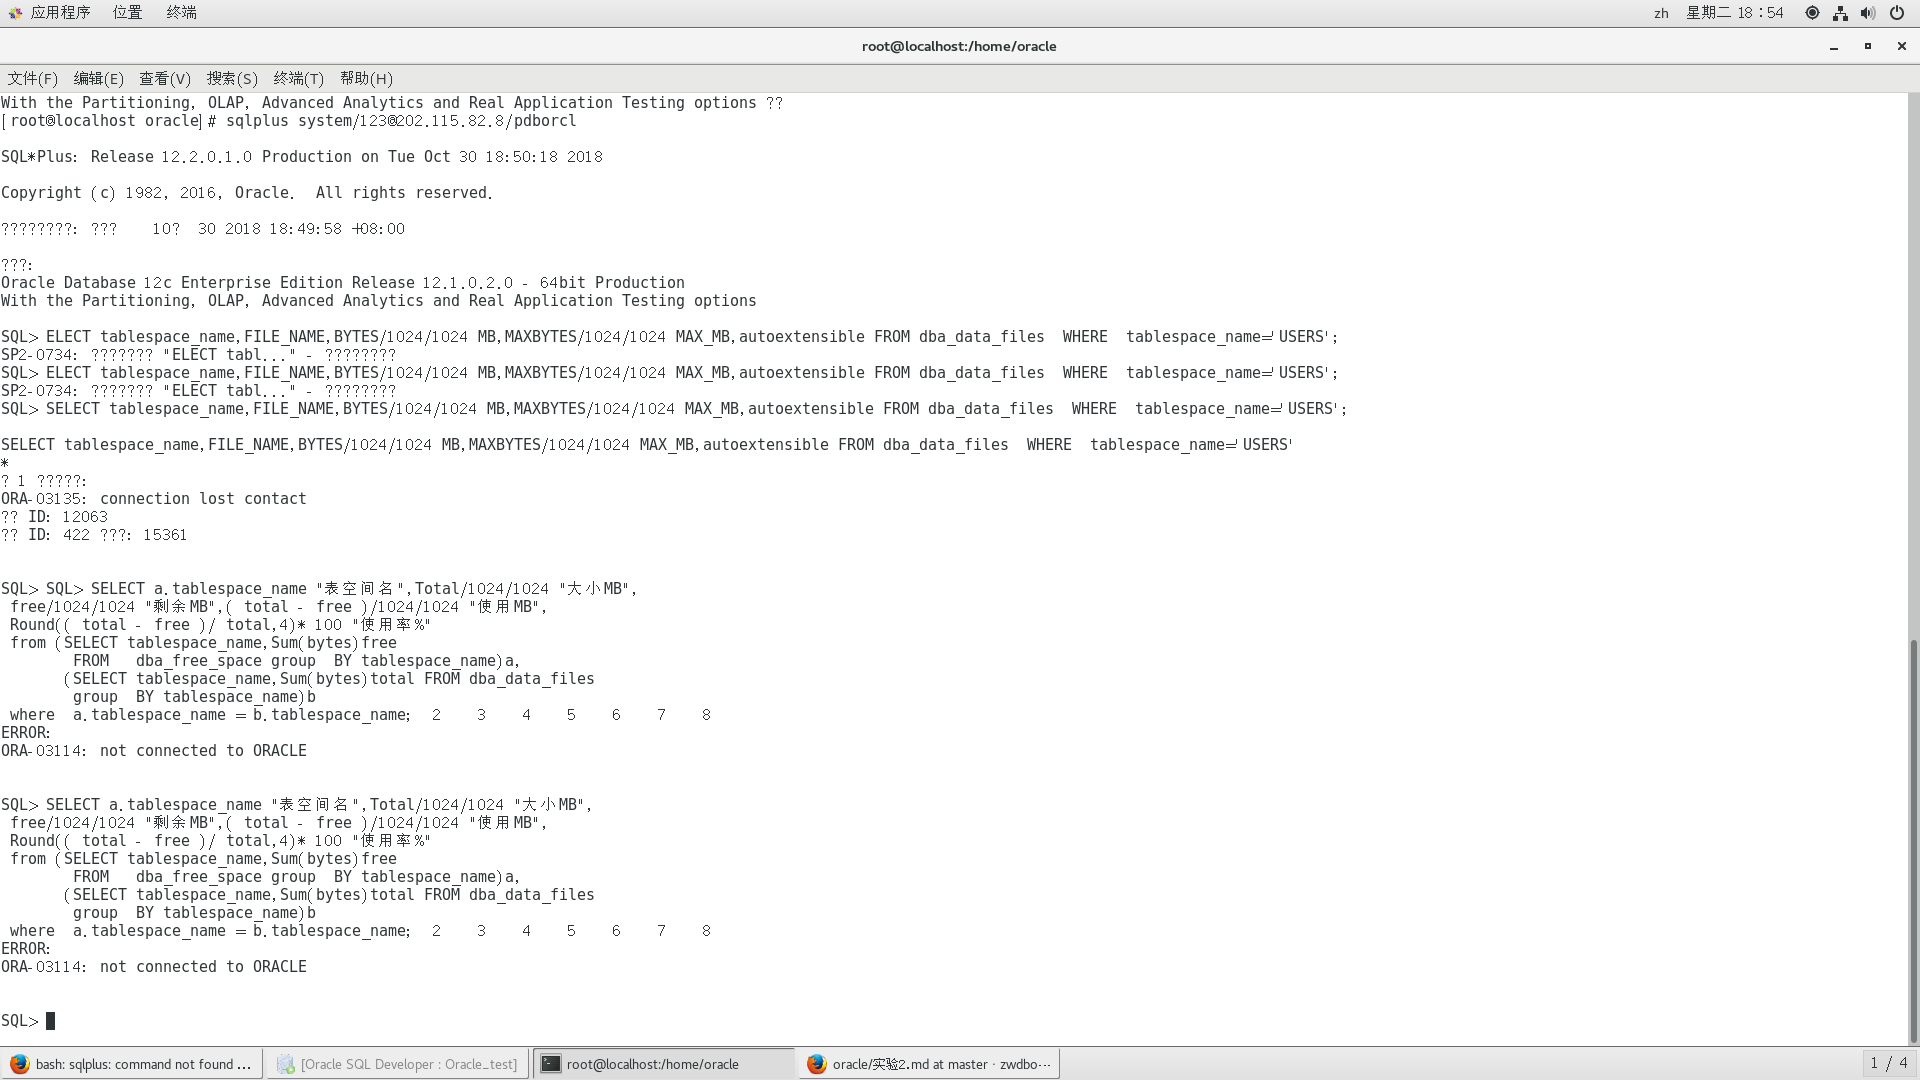 应用程序 位置 终端 zh 星期二 18：54
root@localhost:/home/oracle
文件(F) 编辑(E) 查看(V) 搜索(S) 终端(T) 帮助(H)
With the Partitioning, OLAP, Advanced Analytics and Real Application Testing options ??
[root@localhost oracle]# sqlplus system/123@202.115.82.8/pdborcl
SQL*Plus: Release 12.2.0.1.0 Production on Tue Oct 30 18:50:18 2018
Copyright (c) 1982, 2016, Oracle.  All rights reserved.
????????: ???    10?  30 2018 18:49:58 +08:00
???:
Oracle Database 12c Enterprise Edition Release 12.1.0.2.0 - 64bit Production
With the Partitioning, OLAP, Advanced Analytics and Real Application Testing options
SQL> ELECT tablespace_name,FILE_NAME,BYTES/1024/1024 MB,MAXBYTES/1024/1024 MAX_MB,autoextensible FROM dba_data_files  WHERE  tablespace_name='USERS';
SP2-0734: ??????? "ELECT tabl..." - ????????
SQL> ELECT tablespace_name,FILE_NAME,BYTES/1024/1024 MB,MAXBYTES/1024/1024 MAX_MB,autoextensible FROM dba_data_files  WHERE  tablespace_name='USERS';
SP2-0734: ??????? "ELECT tabl..." - ????????
SQL> SELECT tablespace_name,FILE_NAME,BYTES/1024/1024 MB,MAXBYTES/1024/1024 MAX_MB,autoextensible FROM dba_data_files  WHERE  tablespace_name='USERS';
SELECT tablespace_name,FILE_NAME,BYTES/1024/1024 MB,MAXBYTES/1024/1024 MAX_MB,autoextensible FROM dba_data_files  WHERE  tablespace_name='USERS'
*
? 1 ?????:
ORA-03135: connection lost contact
?? ID: 12063
?? ID: 422 ???: 15361
SQL> SQL> SELECT a.tablespace_name "表空间名",Total/1024/1024 "大小MB",
 free/1024/1024 "剩余MB",( total - free )/1024/1024 "使用MB",
 Round(( total - free )/ total,4)* 100 "使用率%"
 from (SELECT tablespace_name,Sum(bytes)free
        FROM   dba_free_space group  BY tablespace_name)a,
       (SELECT tablespace_name,Sum(bytes)total FROM dba_data_files
        group  BY tablespace_name)b
 where  a.tablespace_name = b.tablespace_name;  2    3    4    5    6    7    8
ERROR:
ORA-03114: not connected to ORACLE
SQL> SELECT a.tablespace_name "表空间名",Total/1024/1024 "大小MB",
 free/1024/1024 "剩余MB",( total - free )/1024/1024 "使用MB",
 Round(( total - free )/ total,4)* 100 "使用率%"
 from (SELECT tablespace_name,Sum(bytes)free
        FROM   dba_free_space group  BY tablespace_name)a,
       (SELECT tablespace_name,Sum(bytes)total FROM dba_data_files
        group  BY tablespace_name)b
 where  a.tablespace_name = b.tablespace_name;  2    3    4    5    6    7    8
ERROR:
ORA-03114: not connected to ORACLE
SQL>
bash: sqlplus: command not found ... [Oracle SQL Developer : Oracle_test] root@localhost:/home/oracle oracle/实验2.md at master · zwdbo··· 1 / 4